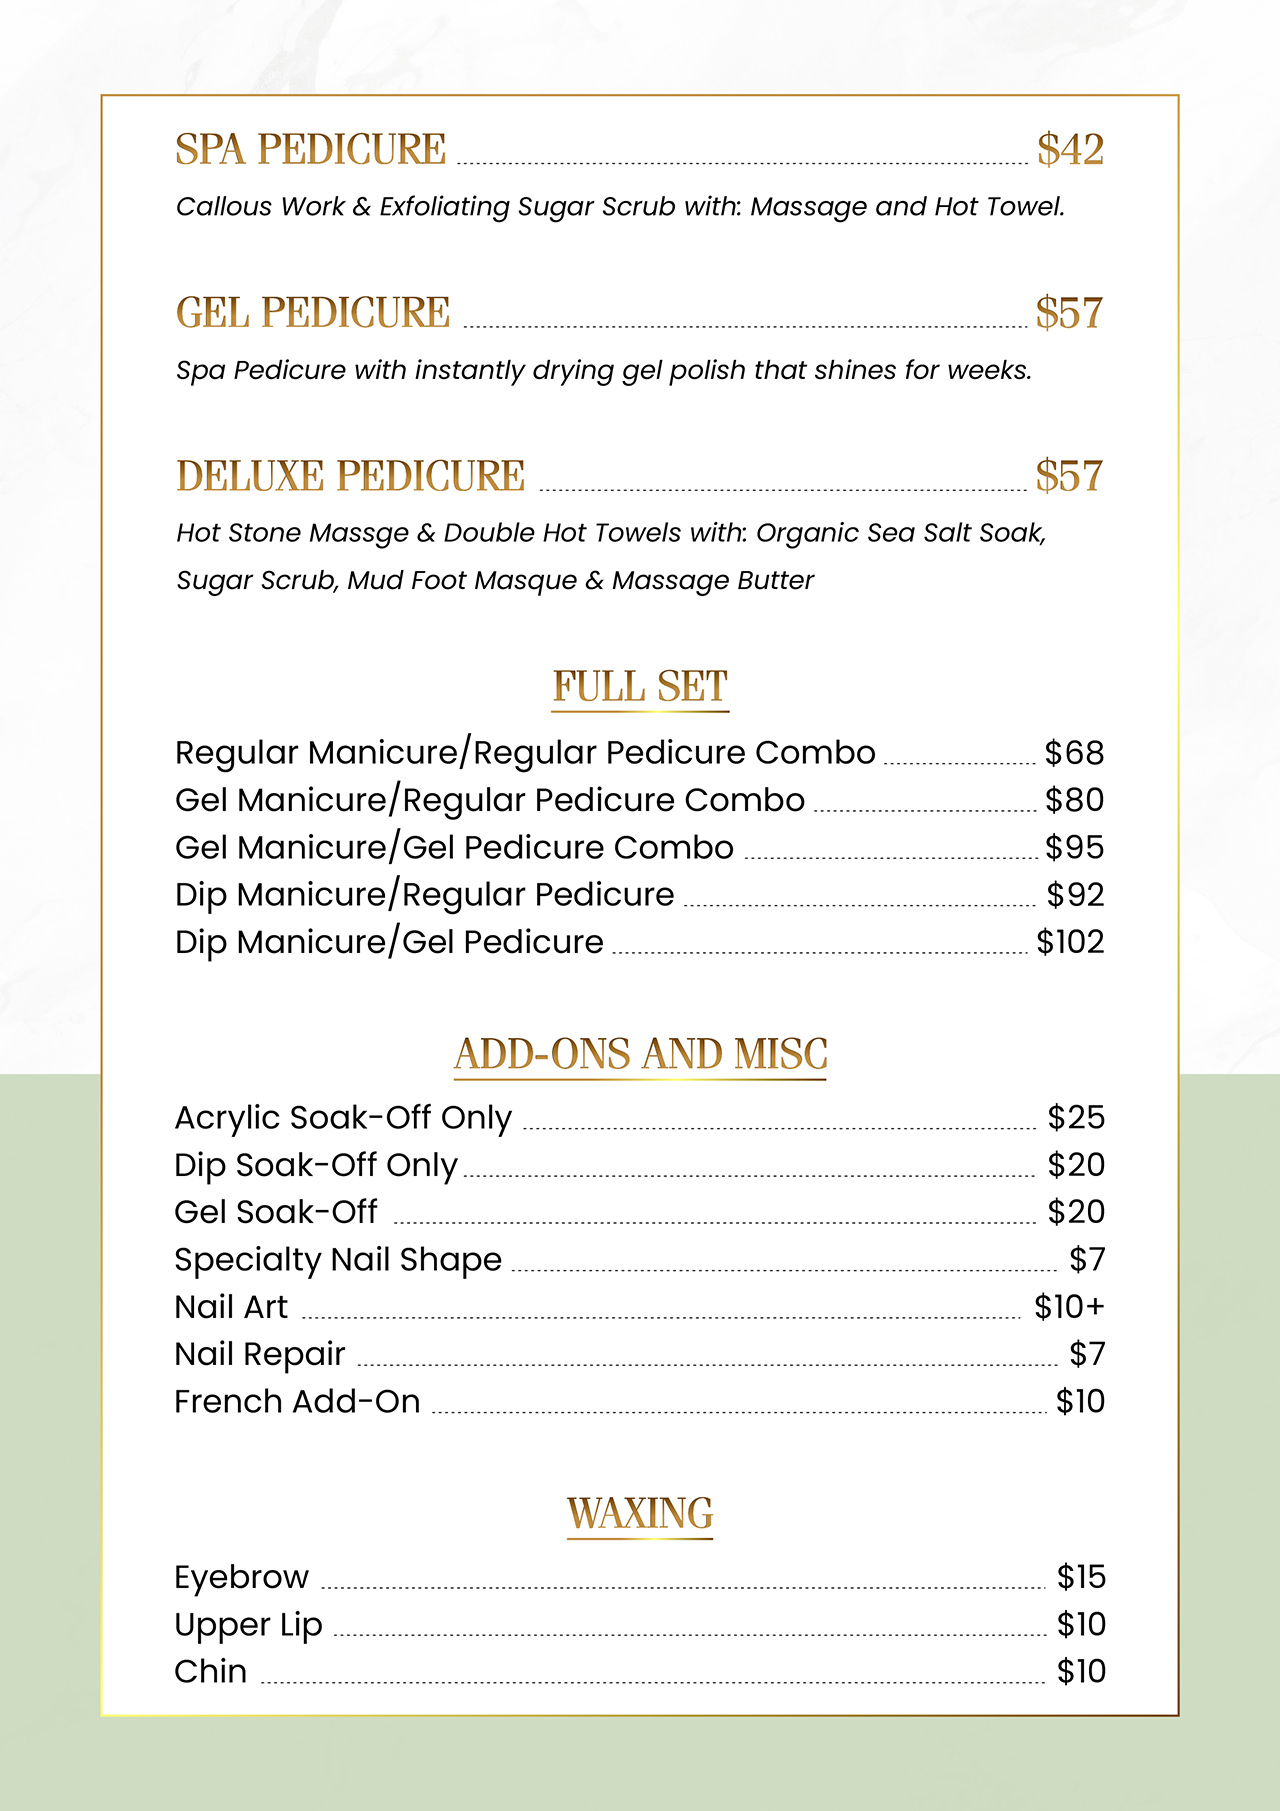 SPA PEDICURE $42
Callous Work & Exfoliating Sugar Scrub with: Massage and Hot Towel.
GEL PEDICURE $57
Spa Pedicure with instantly drying gel polish that shines for weeks.
DELUXE PEDICURE $57
Hot Stone Massge & Double Hot Towels with: Organic Sea Salt Soak,
Sugar Scrub, Mud Foot Masque & Massage Butter
FULL SET
Regular Manicure/Regular Pedicure Combo $68
Gel Manicure/Regular Pedicure Combo $80
Gel Manicure/Gel Pedicure Combo $95
Dip Manicure/Regular Pedicure $92
Dip Manicure/Gel Pedicure $102
ADD-ONS AND MISC
Acrylic Soak-Off Only $25
Dip Soak-Off Only $20
Gel Soak-Off $20
Specialty Nail Shape $7
Nail Art $10+
Nail Repair $7
French Add-On $10
WAXING
Eyebrow $15
Upper Lip $10
Chin $10